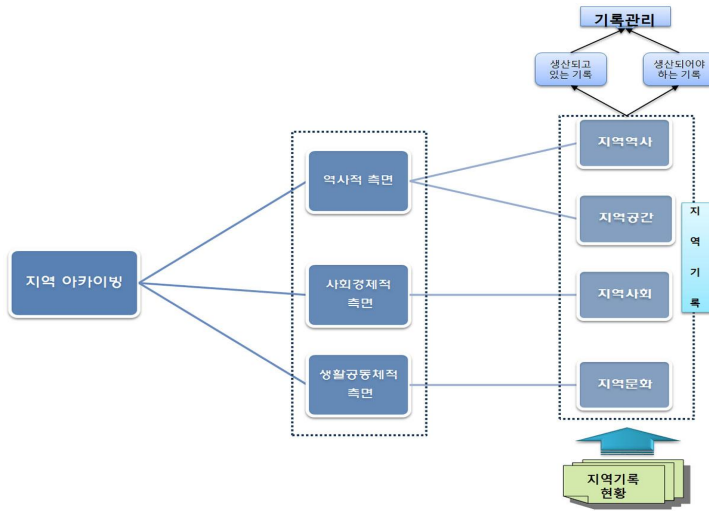 기록관리
생산되고
있는 기록
생산되어야
하는 기록
지역역사
역사적 측면
지역공간
지
역
기
록
지역 아카이빙
사회경제적
측면
지역사회
생활공동체적
측면
지역문화
지역기록
현황